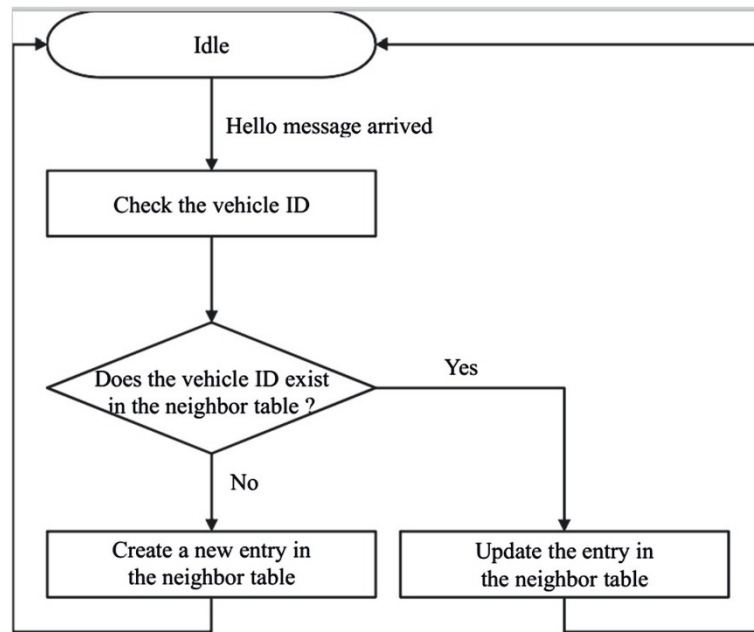 Idle
Hello message arrived
Check the vehicle ID
Does the vehicle ID exist
in the neighbor table ?
Yes
No
Create a new entry in
the neighbor table
Update the entry in
the neighbor table